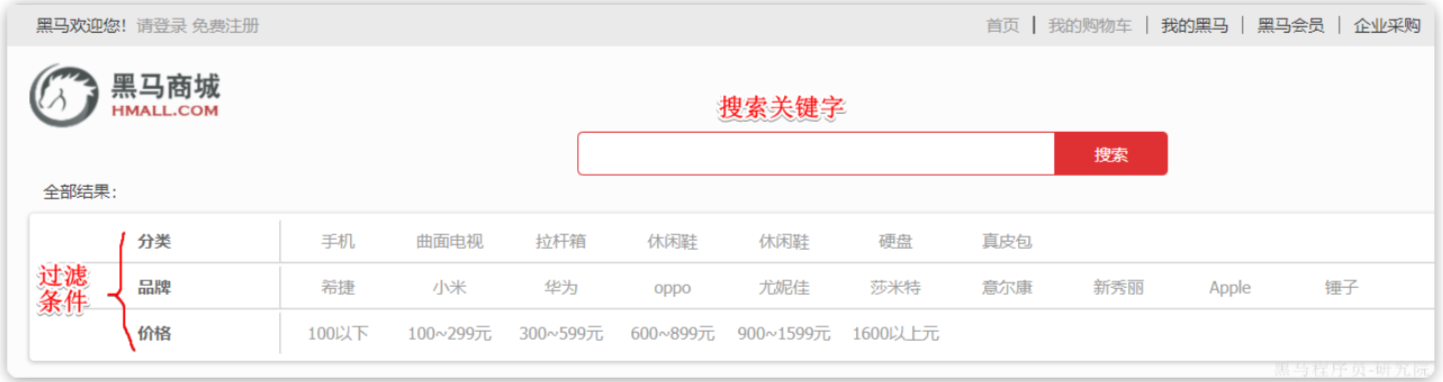 黑马欢迎您! 请登录 免费注册 首页 | 我的购物车 | 我的黑马 | 黑马会员 | 企业采购
黑马商城
HMALL.COM
搜索关键字
搜索
全部结果:
过滤
条件
分类 手机 曲面电视 拉杆箱 休闲鞋 休闲鞋 硬盘 真皮包
品牌 希捷 小米 华为 oppo 尤妮佳 莎米特 意尔康 新秀丽 Apple 锤子
价格 100以下 100~299元 300~599元 600~899元 900~1599元 1600以上元
黑马程序员-研究院